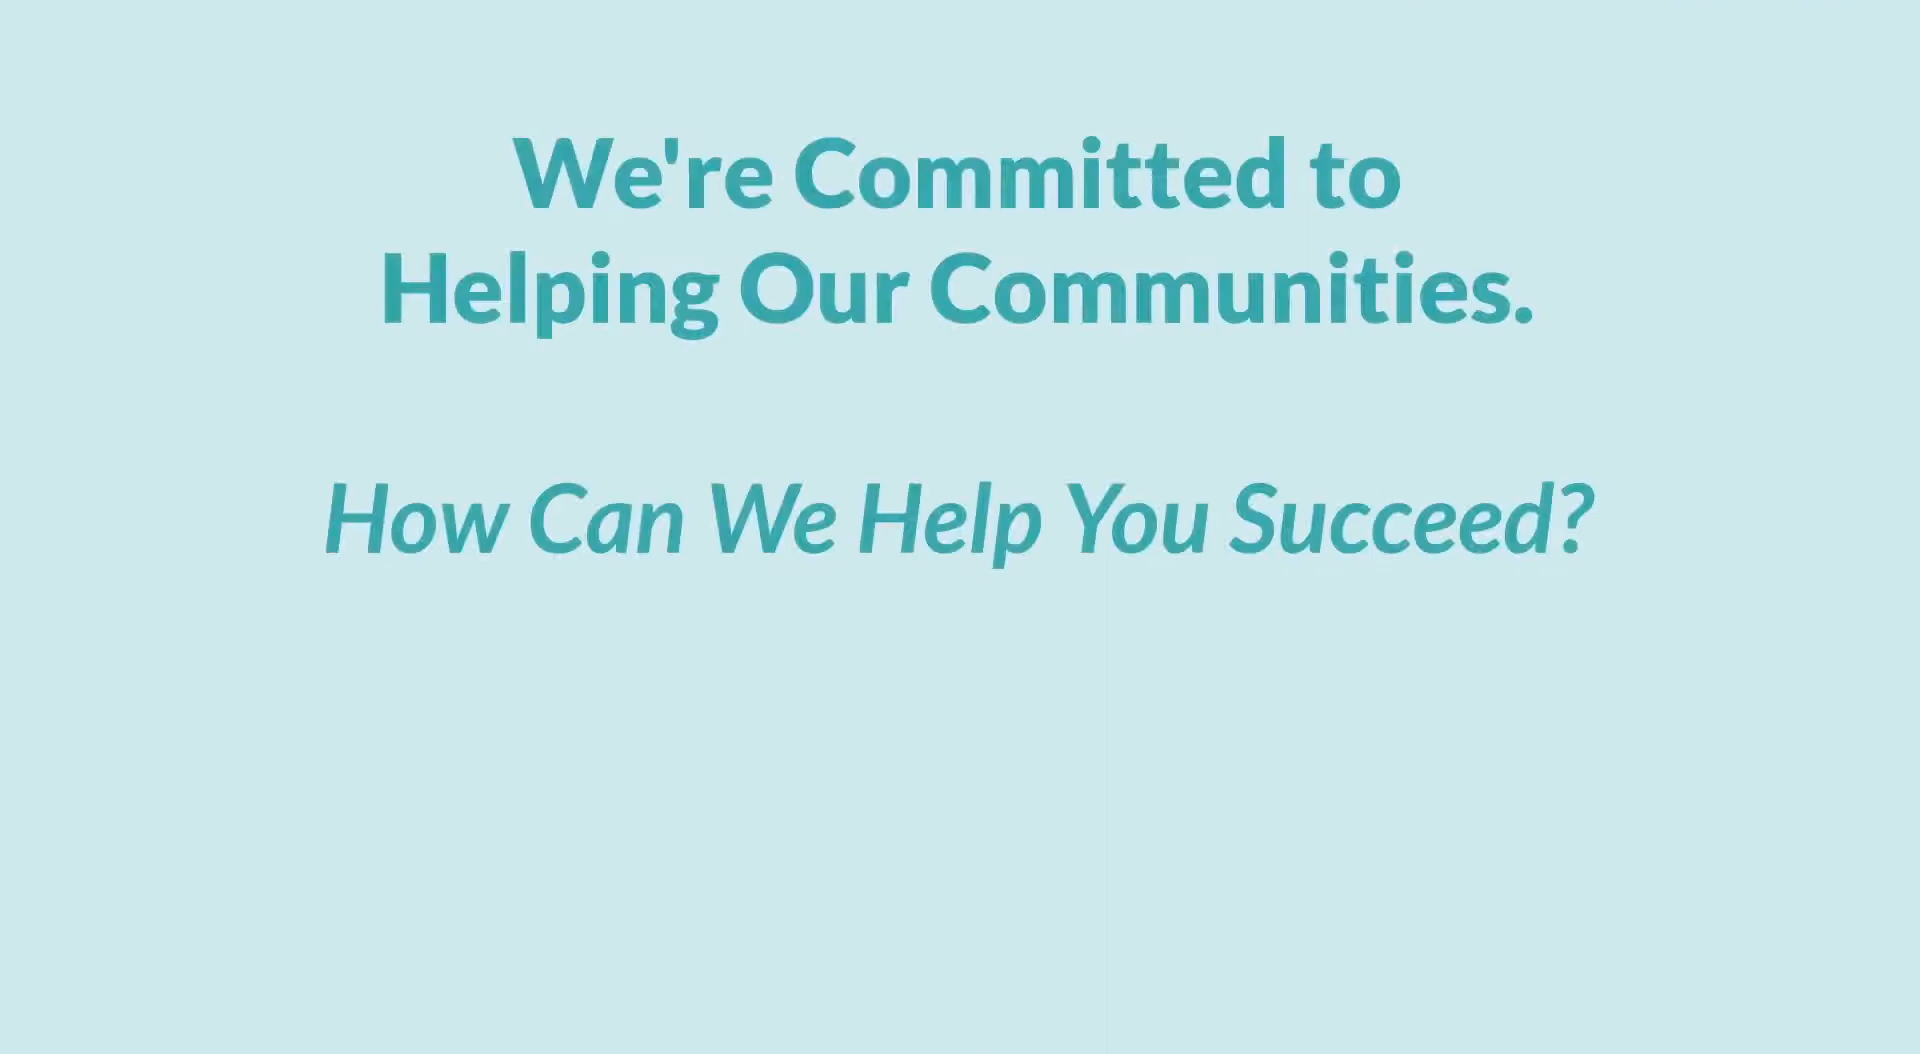 We're Committed to
Helping Our Communities.
How Can We Help You Succeed?